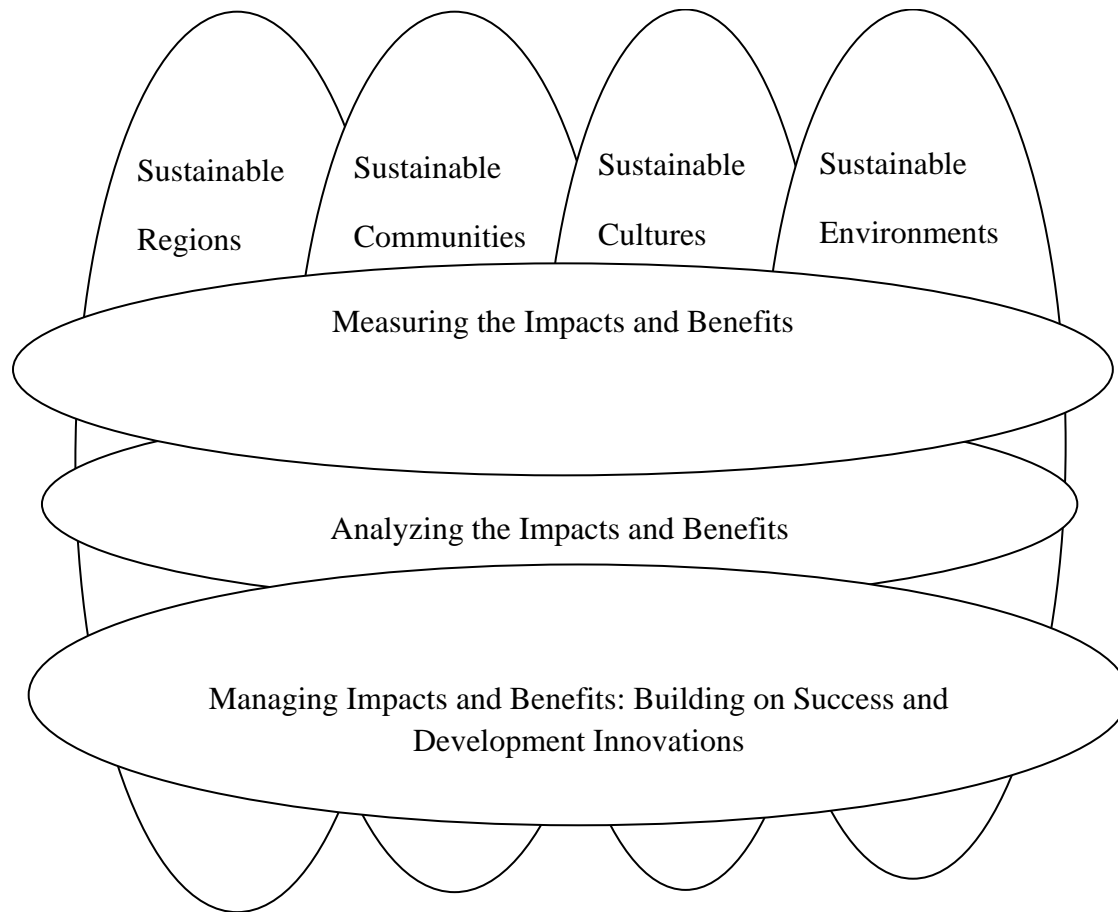 Sustainable
Regions
Sustainable
Communities
Sustainable
Cultures
Sustainable
Environments
Measuring the Impacts and Benefits
Analyzing the Impacts and Benefits
Managing Impacts and Benefits: Building on Success and
Development Innovations